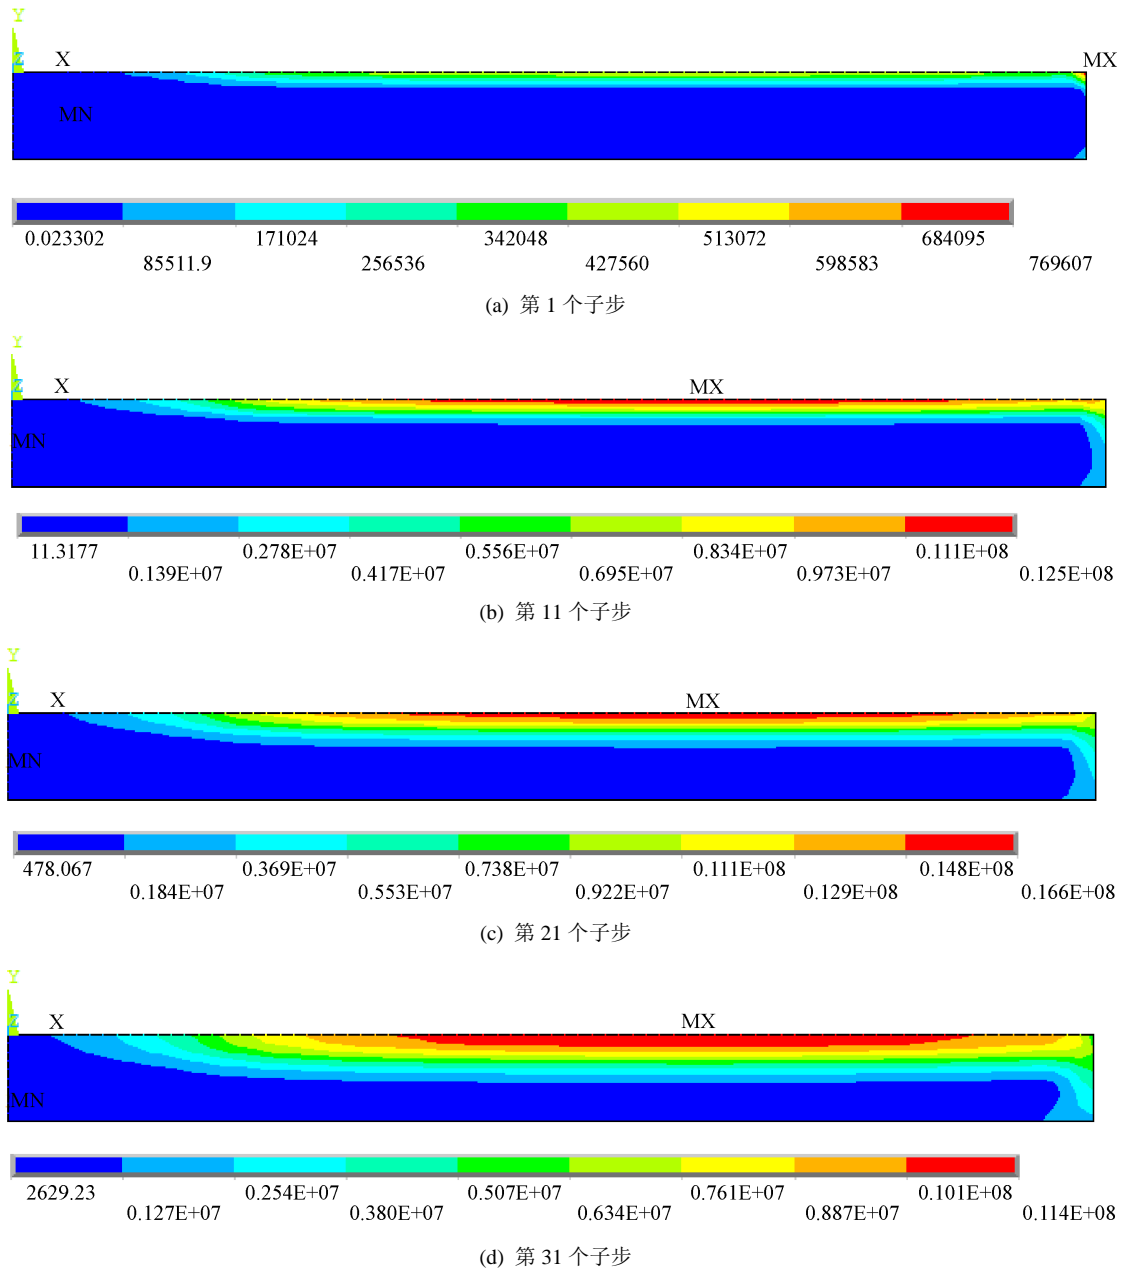 Y
Z X MX
MN
0.023302 171024 342048 513072 684095
85511.9 256536 427560 598583 769607
(a) 第 1 个子步
Y
Z X MX
MN
11.3177 0.278E+07 0.556E+07 0.834E+07 0.111E+08
0.139E+07 0.417E+07 0.695E+07 0.973E+07 0.125E+08
(b) 第 11 个子步
Y
Z X MX
MN
478.067 0.369E+07 0.738E+07 0.111E+08 0.148E+08
0.184E+07 0.553E+07 0.922E+07 0.129E+08 0.166E+08
(c) 第 21 个子步
Y
Z X MX
MN
2629.23 0.254E+07 0.507E+07 0.761E+07 0.101E+08
0.127E+07 0.380E+07 0.634E+07 0.887E+07 0.114E+08
(d) 第 31 个子步